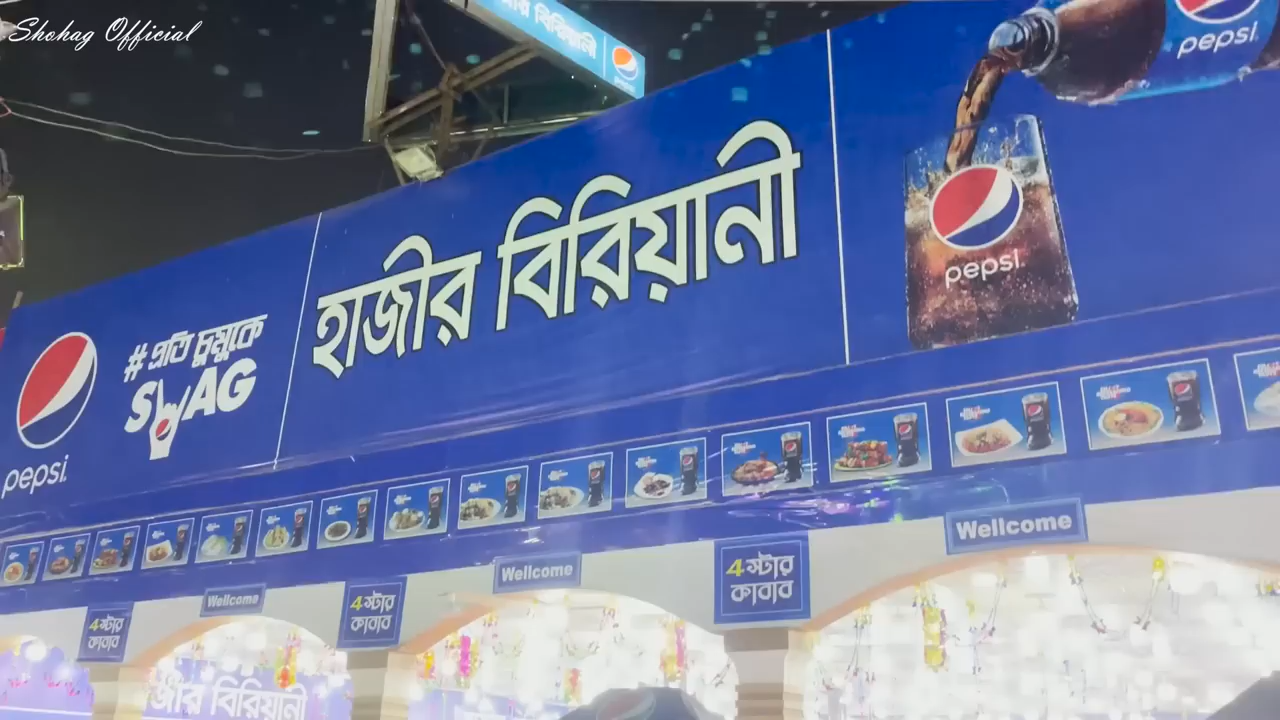 Shohag Official
বিরিয়ানী
pepsi.
হাজীর বিরিয়ানী
pepsi.
# প্রতি চুমুকে
SWAG
pepsi.
Wellcome
Wellcome
Wellcome
4 স্টার
কাবাব
4 স্টার
কাবাব
4 স্টার
কাবাব
বিরিয়ানী